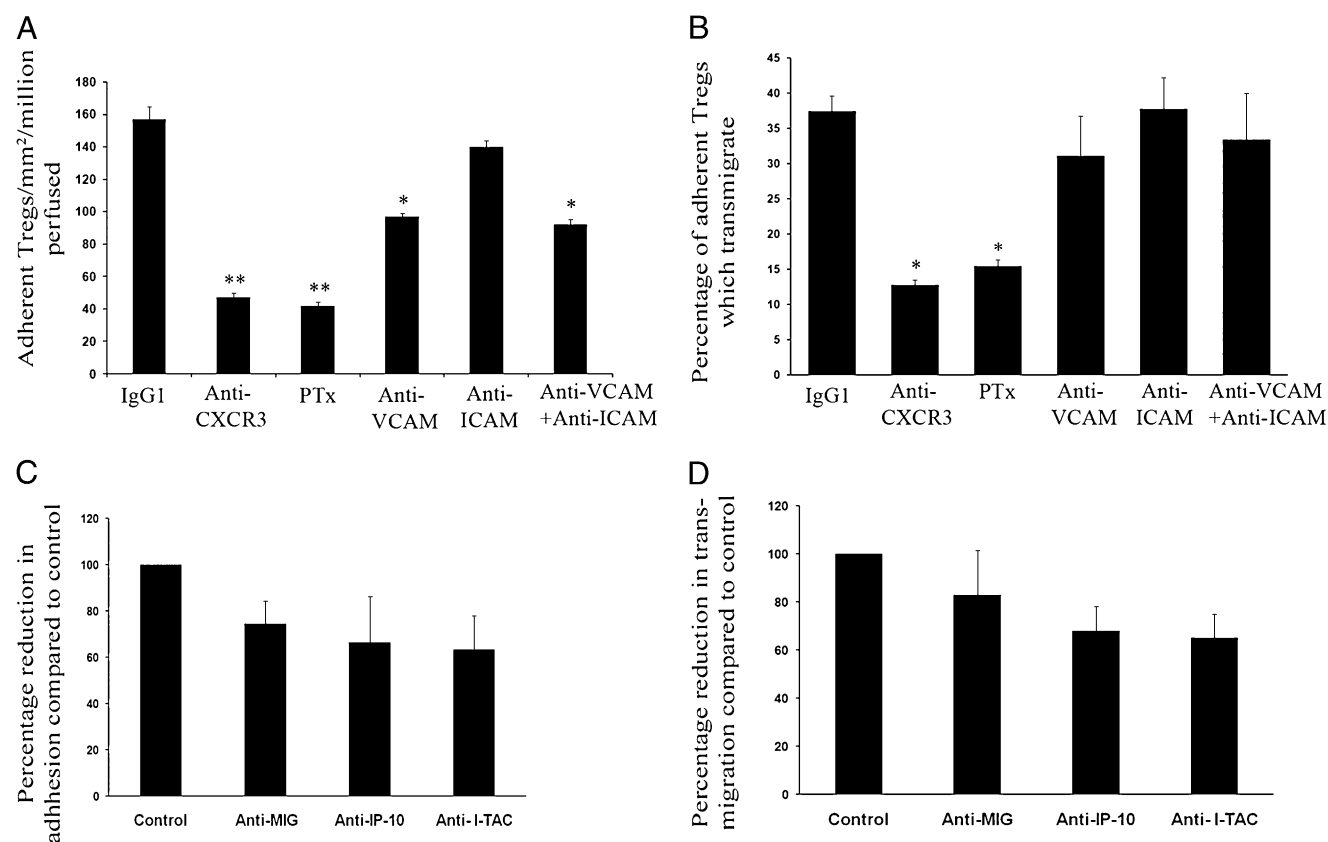 A
Adherent Tregs/mm²/million
perfused
180
160
140
120
100
80
60
40
20
0
**
**
*
*
IgG1
Anti-
CXCR3
PTx
Anti-
VCAM
Anti-
ICAM
Anti-VCAM
+Anti-ICAM
B
Percentage of adherent Tregs
which transmigrate
45
40
35
30
25
20
15
10
5
0
*
*
IgG1
Anti-
CXCR3
PTx
Anti-
VCAM
Anti-
ICAM
Anti-VCAM
+Anti-ICAM
C
Percentage reduction in
adhhesion compared to control
120
100
80
60
40
20
0
Control
Anti-MIG
Anti-IP-10
Anti-I-TAC
D
Percentage reduction in trans-
migration compared to control
120
100
80
60
40
20
0
Control
Anti-MIG
Anti-IP-10
Anti-I-TAC